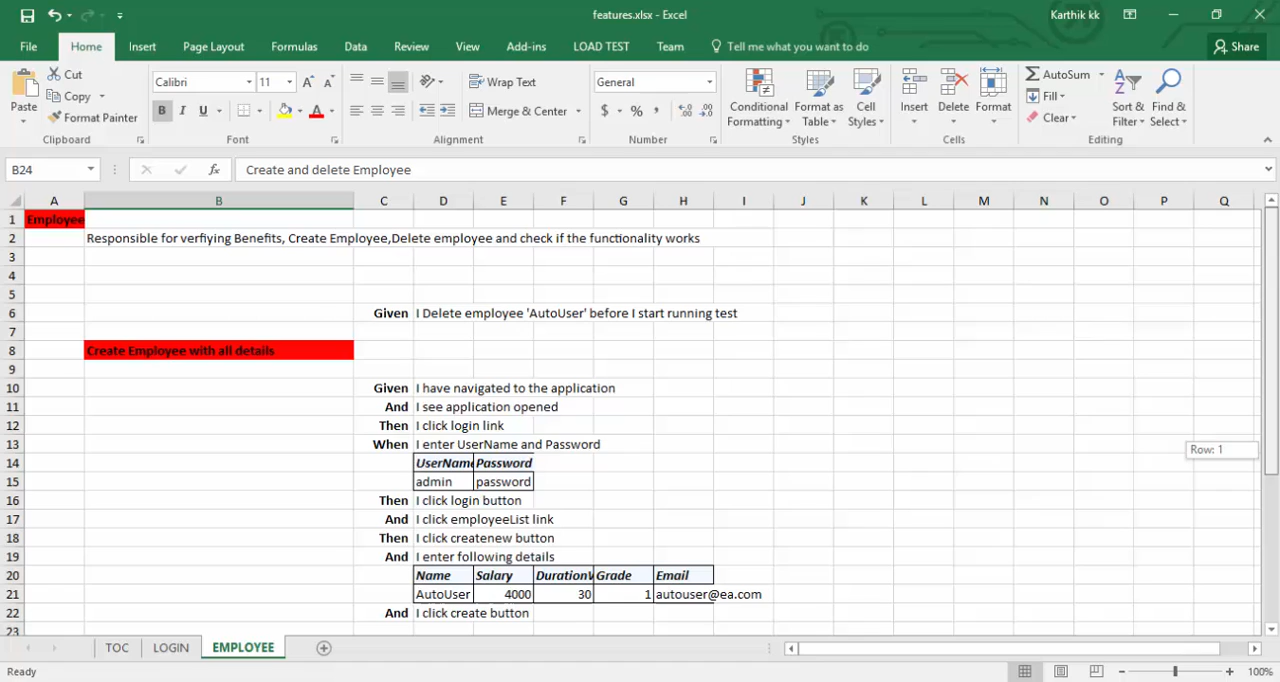 features.xlsx - Excel
Karthik kk
File Home Insert Page Layout Formulas Data Review View Add-ins LOAD TEST Team Tell me what you want to do Share
Paste
Cut
Copy
Format Painter
Clipboard
Calibri 11
B I U
Font
Wrap Text
Merge & Center
Alignment
General
$ % ,
Number
Conditional Formatting
Format as Table
Cell Styles
Styles
Insert Delete Format
Cells
AutoSum
Fill
Clear
Sort & Filter
Find & Select
Editing
B24 fx Create and delete Employee
A B C D E F G H I J K L M N O P Q
1 Employee
2 Responsible for verfiying Benefits, Create Employee,Delete employee and check if the functionality works
3
4
5
6 Given I Delete employee 'AutoUser' before I start running test
7
8 Create Employee with all details
9
10 Given I have navigated to the application
11 And I see application opened
12 Then I click login link
13 When I enter UserName and Password
Row: 1
14 UserName Password
15 admin password
16 Then I click login button
17 And I click employeeList link
18 Then I click createnew button
19 And I enter following details
20 Name Salary DurationW Grade Email
21 AutoUser 4000 30 1 autouser@ea.com
22 And I click create button
23
TOC LOGIN EMPLOYEE
Ready
100%